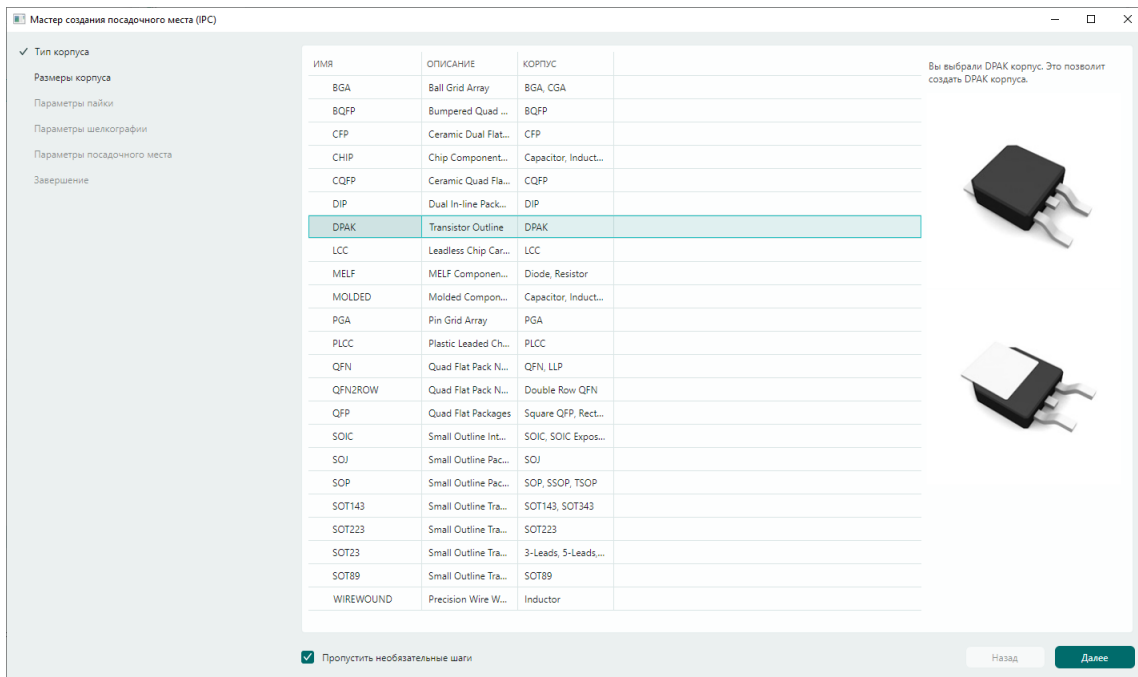 Мастер создания посадочного места (IPC)
Тип корпуса
Размеры корпуса
Параметры пайки
Параметры шелкографии
Параметры посадочного места
Завершение
ИМЯ ОПИСАНИЕ КОРПУС
BGA Ball Grid Array BGA, CGA
BQFP Bumpered Quad ... BQFP
CFP Ceramic Dual Flat... CFP
CHIP Chip Component... Capacitor, Induct...
CQFP Ceramic Quad Fla... CQFP
DIP Dual In-line Pack... DIP
DPAK Transistor Outline DPAK
LCC Leadless Chip Car... LCC
MELF MELF Componen... Diode, Resistor
MOLDED Molded Compon... Capacitor, Induct...
PGA Pin Grid Array PGA
PLCC Plastic Leaded Ch... PLCC
QFN Quad Flat Pack N... QFN, LLP
QFN2ROW Quad Flat Pack N... Double Row QFN
QFP Quad Flat Packages Square QFP, Rect...
SOIC Small Outline Int... SOIC, SOIC Expos...
SOJ Small Outline Pac... SOJ
SOP Small Outline Pac... SOP, SSOP, TSOP
SOT143 Small Outline Tra... SOT143, SOT343
SOT223 Small Outline Tra... SOT223
SOT23 Small Outline Tra... 3-Leads, 5-Leads,...
SOT89 Small Outline Tra... SOT89
WIREWOUND Precision Wire W... Inductor
Вы выбрали DPAK корпус. Это позволит
создать DPAK корпуса.
Пропустить необязательные шаги
Назад
Далее